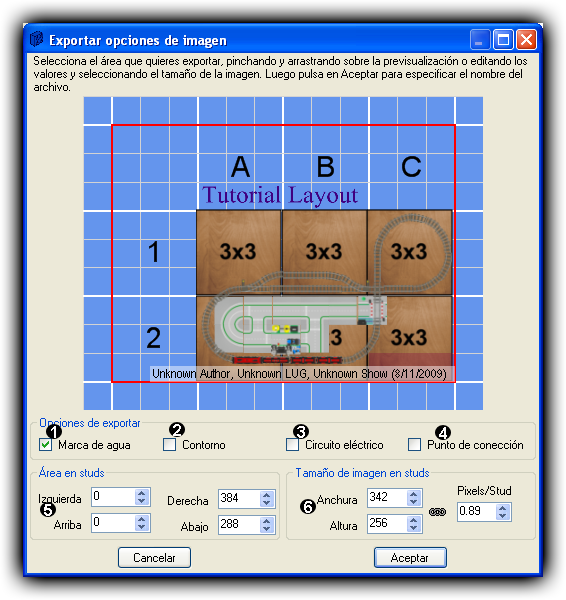 Exportar opciones de imagen
Selecciona el área que quieres exportar, pinchando y arrastrando sobre la previsualización o editando los
valores y seleccionando el tamaño de la imagen. Luego pulsa en Aceptar para especificar el nombre del
archivo.
A B C
Tutorial Layout
1 3x3 3x3 3x3
2 3 3x3
Unknown Author, Unknown LUG, Unknown Show (8/11/2009)
Opciones de exportar
1 2 3 4
Marca de agua Contorno Circuito eléctrico Punto de conección
Área en studs Tamaño de imagen en studs
Izquierda 0 Derecha 384 Anchura 342 Pixels/Stud
5 6 0.89
Arriba 0 Abajo 288 Altura 256
Cancelar Aceptar